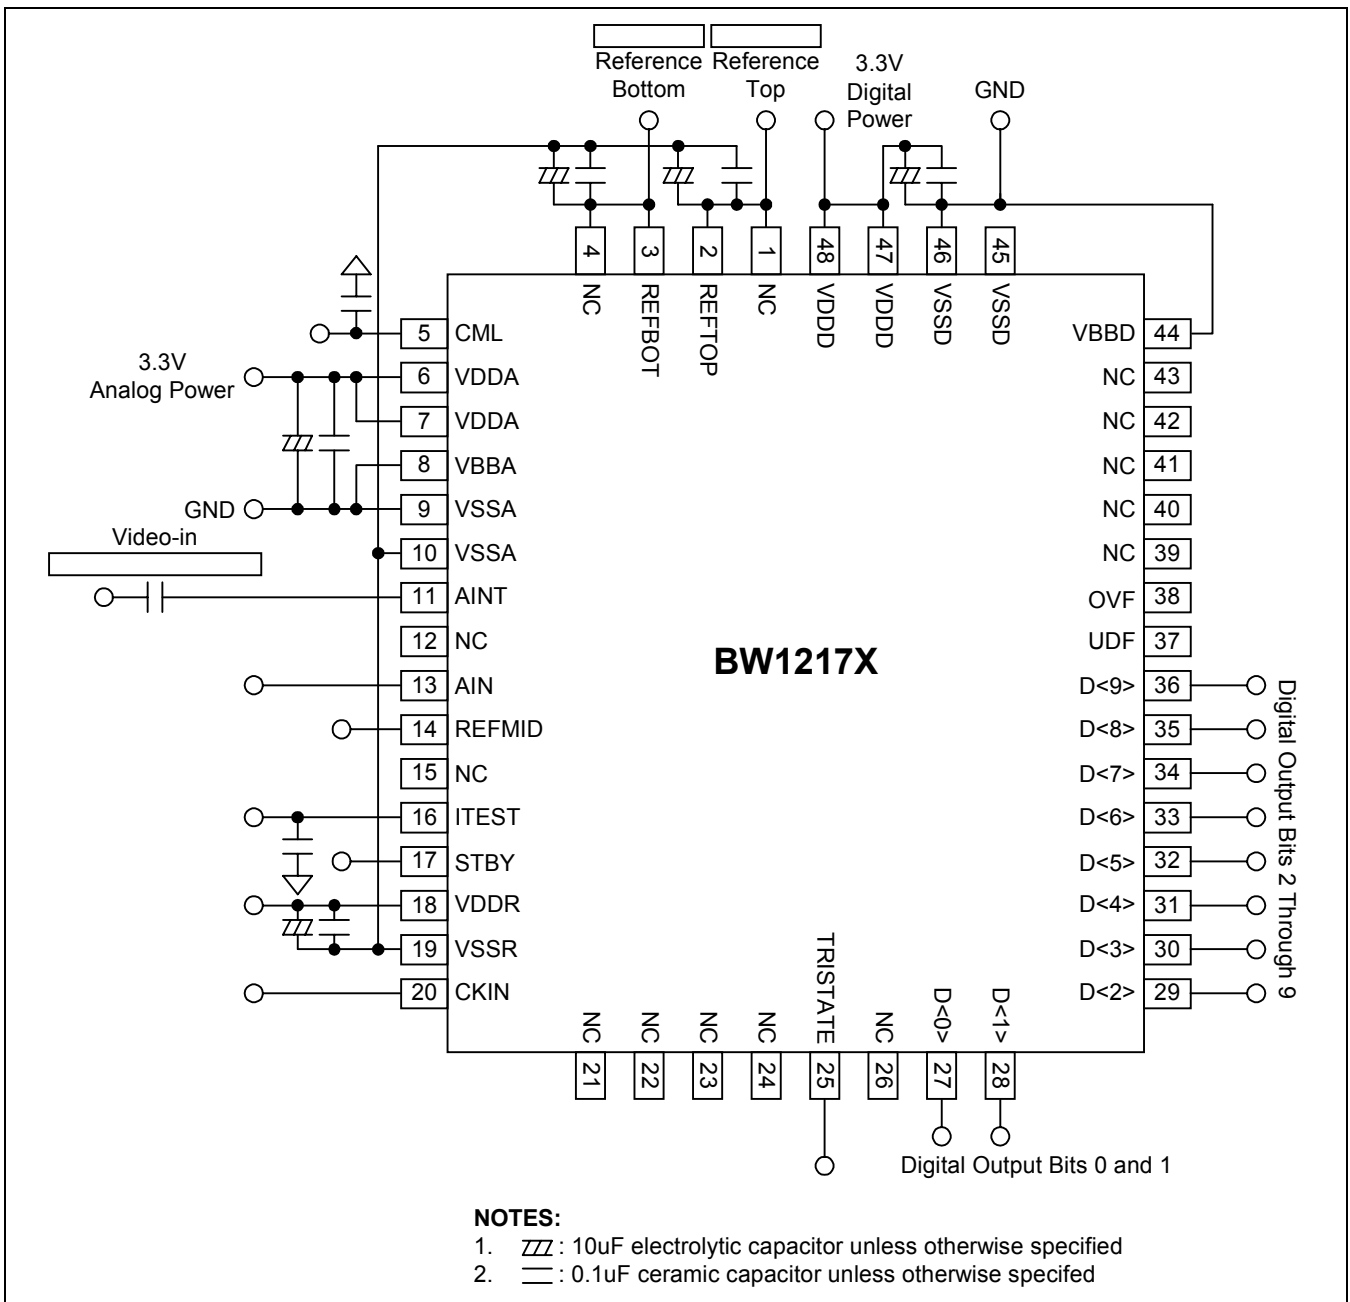 Reference Reference
Bottom Top
3.3V
Digital
Power
GND
4 3 2 1 48 47 46 45
NC REFBOT REFTOP NC VDDD VDDD VSSD VSSD
5 CML
3.3V
Analog Power
6 VDDA
7 VDDA
8 VBBA
GND
9 VSSA
Video-in
10 VSSA
11 AINT
12 NC
13 AIN
14 REFMID
15 NC
16 ITEST
17 STBY
18 VDDR
19 VSSR
20 CKIN
BW1217X
VBBD 44
NC 43
NC 42
NC 41
NC 40
NC 39
OVF 38
UDF 37
D<9> 36
D<8> 35
D<7> 34
D<6> 33
D<5> 32
D<4> 31
D<3> 30
D<2> 29
Digital Output Bits 2 Through 9
NC NC NC NC TRISTATE NC D<0> D<1>
21 22 23 24 25 26 27 28
Digital Output Bits 0 and 1
NOTES:
1. : 10uF electrolytic capacitor unless otherwise specified
2. : 0.1uF ceramic capacitor unless otherwise specifed